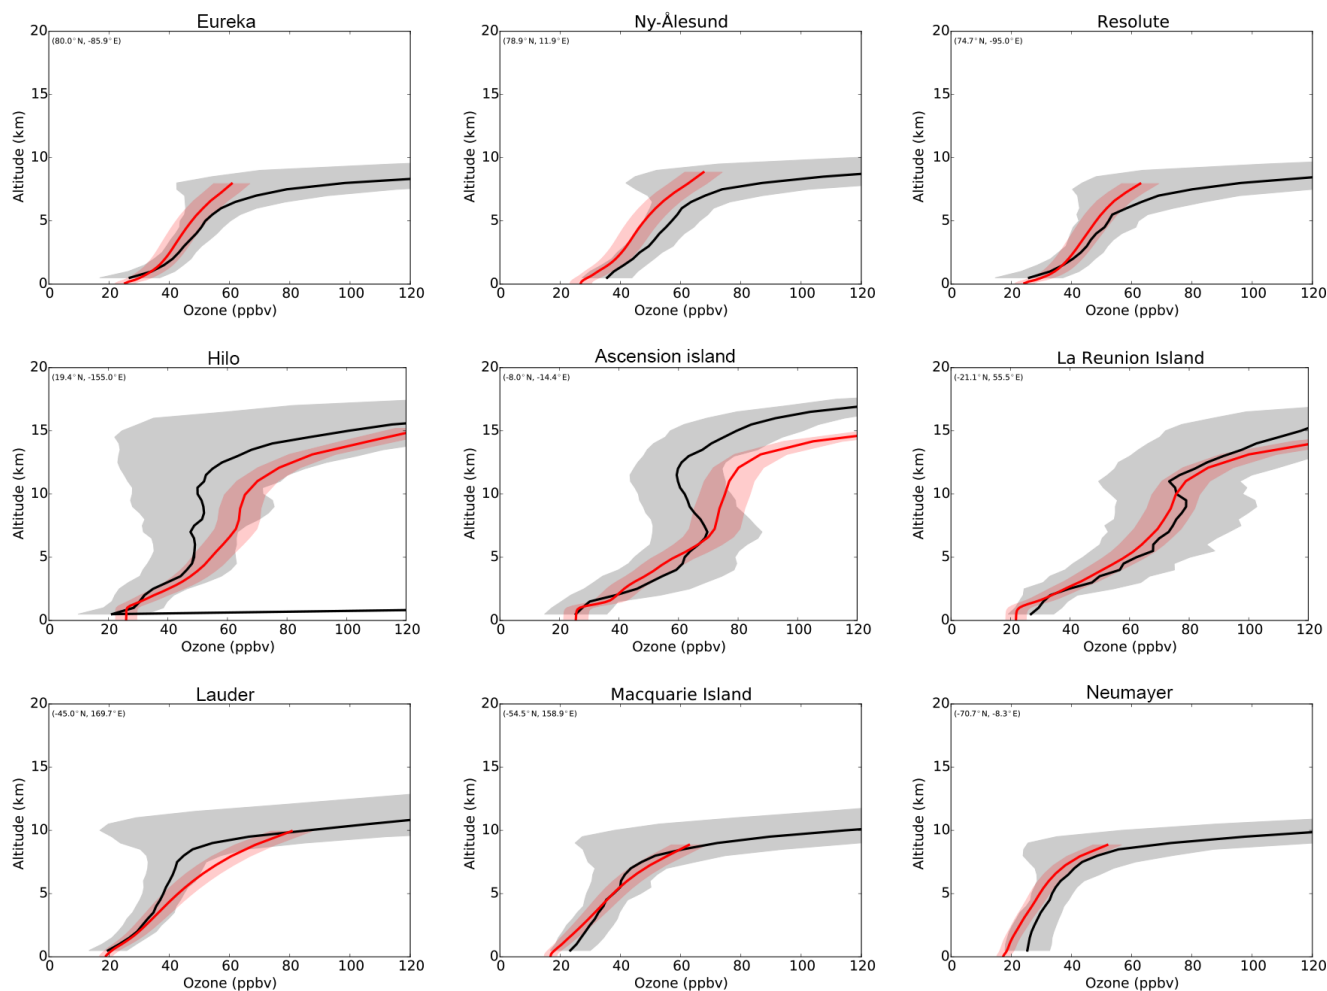 Eureka
(80.0°N, -85.9°E)
20
15
10
5
0
0 20 40 60 80 100 120
Altitude (km)
Ozone (ppbv)
Ny-Ålesund
(78.9°N, 11.9°E)
20
15
10
5
0
0 20 40 60 80 100 120
Altitude (km)
Ozone (ppbv)
Resolute
(74.7°N, -95.0°E)
20
15
10
5
0
0 20 40 60 80 100 120
Altitude (km)
Ozone (ppbv)
Hilo
(19.4°N, -155.0°E)
20
15
10
5
0
0 20 40 60 80 100 120
Altitude (km)
Ozone (ppbv)
Ascension island
(-8.0°N, -14.4°E)
20
15
10
5
0
0 20 40 60 80 100 120
Altitude (km)
Ozone (ppbv)
La Reunion Island
(-21.1°N, 55.5°E)
20
15
10
5
0
0 20 40 60 80 100 120
Altitude (km)
Ozone (ppbv)
Lauder
(-45.0°N, 169.7°E)
20
15
10
5
0
0 20 40 60 80 100 120
Altitude (km)
Ozone (ppbv)
Macquarie Island
(-54.5°N, 158.9°E)
20
15
10
5
0
0 20 40 60 80 100 120
Altitude (km)
Ozone (ppbv)
Neumayer
(-70.7°N, -8.3°E)
20
15
10
5
0
0 20 40 60 80 100 120
Altitude (km)
Ozone (ppbv)